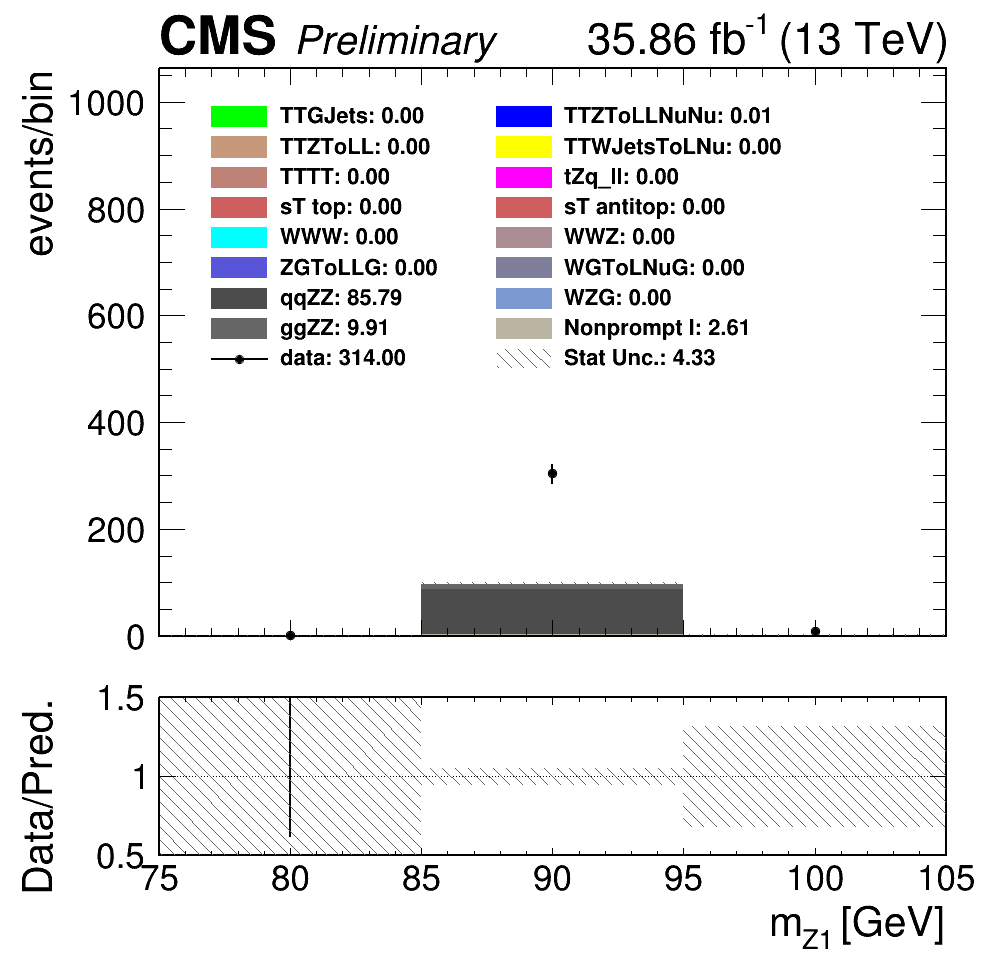 CMS Preliminary 35.86 fb-1 (13 TeV)
events/bin
1000
800
600
400
200
0
TTGJets: 0.00 TTZToLLNuNu: 0.01
TTZToLL: 0.00 TTWJetsToLNu: 0.00
TTTT: 0.00 tZq_ll: 0.00
sT top: 0.00 sT antitop: 0.00
WWW: 0.00 WWZ: 0.00
ZGToLLG: 0.00 WGToLNuG: 0.00
qqZZ: 85.79 WZG: 0.00
ggZZ: 9.91 Nonprompt l: 2.61
data: 314.00 Stat Unc.: 4.33
Data/Pred.
1.5
1
0.5
75 80 85 90 95 100 105
mZ1 [GeV]